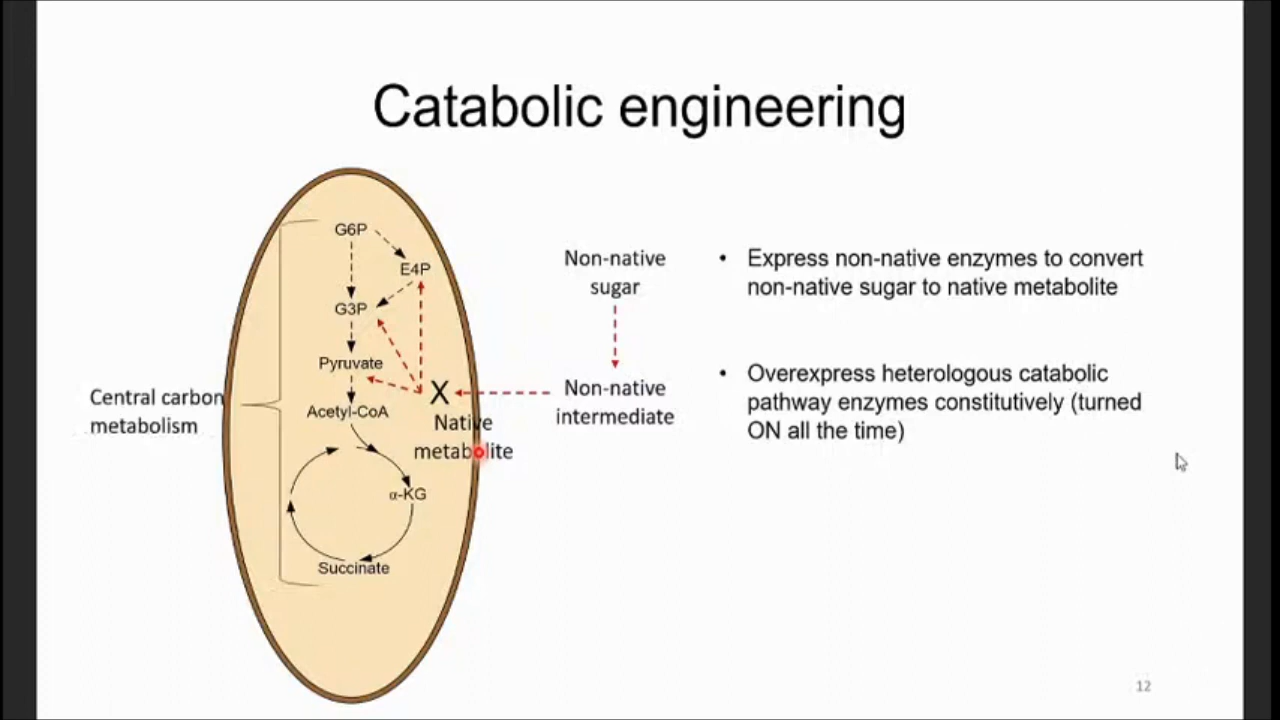 Catabolic engineering
G6P
E4P
G3P
Pyruvate
Acetyl-CoA
X
Native
metabolite
α-KG
Succinate
Central carbon
metabolism
Non-native
sugar
Non-native
intermediate
• Express non-native enzymes to convert
non-native sugar to native metabolite
• Overexpress heterologous catabolic
pathway enzymes constitutively (turned
ON all the time)
12